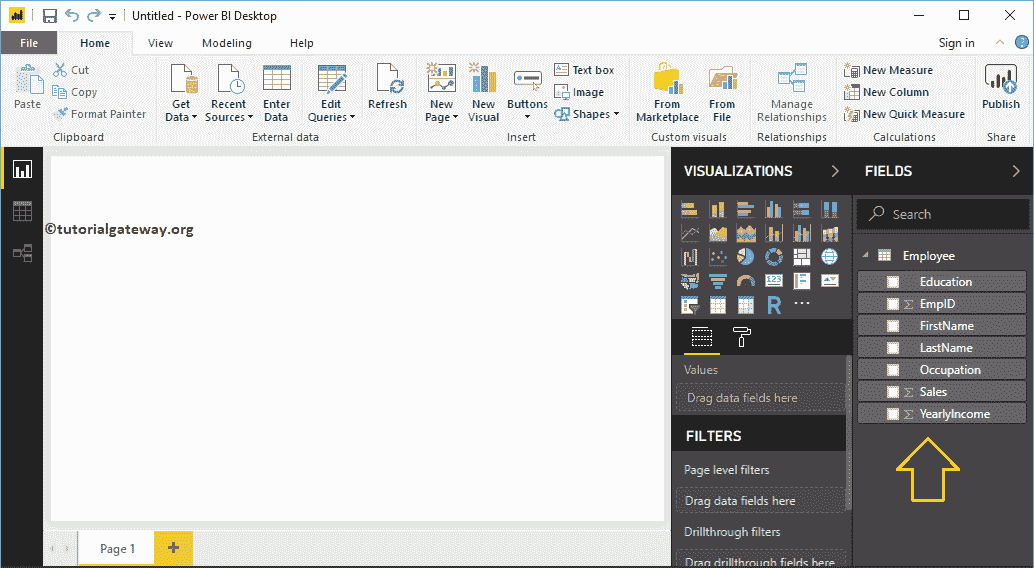 Untitled - Power BI Desktop
File Home View Modeling Help Sign in
Paste
Cut
Copy
Format Painter
Clipboard
Get Data
Recent Sources
Enter Data
Edit Queries
External data
Refresh
New Page
New Visual
Buttons
Text box
Image
Shapes
Insert
From Marketplace
From File
Custom visuals
Manage Relationships
Relationships
New Measure
New Column
New Quick Measure
Calculations
Publish
Share
©tutorialgateway.org
Page 1
VISUALIZATIONS
123
R
Values
Drag data fields here
FILTERS
Page level filters
Drag data fields here
Drillthrough filters
Drag drillthrough fields here
FIELDS
Search
Employee
Education
Σ EmpID
FirstName
LastName
Occupation
Σ Sales
Σ YearlyIncome